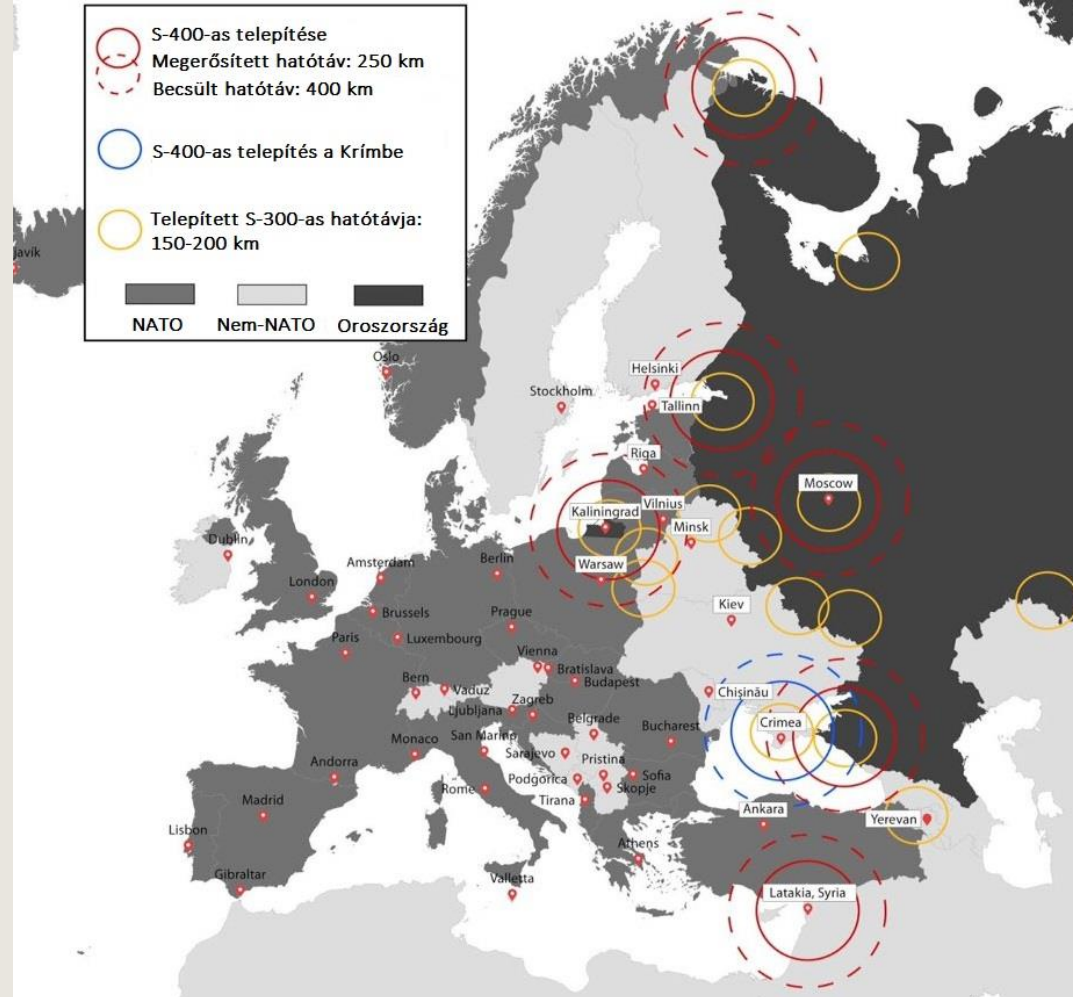 S-400-as telepítése
Megerősített hatótáv: 250 km
Becsült hatótáv: 400 km
S-400-as telepítés a Krímbe
Telepített S-300-as hatótávja:
150-200 km
NATO
Nem-NATO
Oroszország
javík
Oslo
Helsinki
Stockholm
Tallinn
Riga
Moscow
Vilnius
Kaliningrad
Minsk
Dublin
Amsterdam
Berlin
Warsaw
London
Brussels
Prague
Kiev
Paris
Luxembourg
Vienna
Bratislava
Bern
Vaduz
Budapest
Chișinău
Zagreb
Ljubljana
Belgrade
Bucharest
Crimea
Monaco
San Marino
Sarajevo
Pristina
Andorra
Podgorica
Sofia
Rome
Skopje
Tirana
Madrid
Ankara
Yerevan
Lisbon
Athens
Gibraltar
Valletta
Latakia, Syria